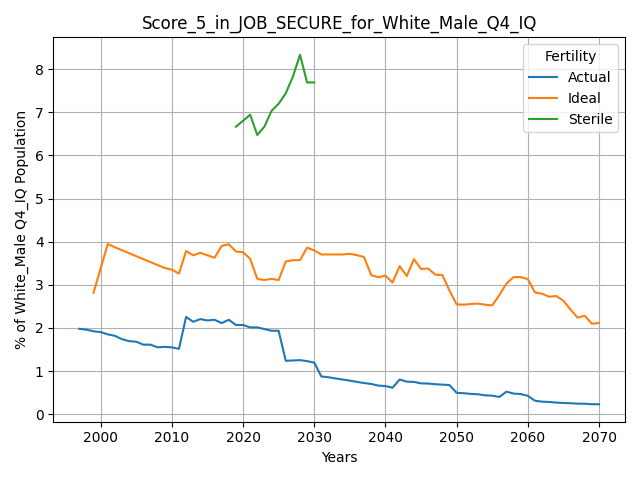 Score_5_in_JOB_SECURE_for_White_Male_Q4_IQ
Fertility
Actual
Ideal
Sterile
% of White_Male Q4_IQ Population
8
7
6
5
4
3
2
1
0
2000 2010 2020 2030 2040 2050 2060 2070
Years